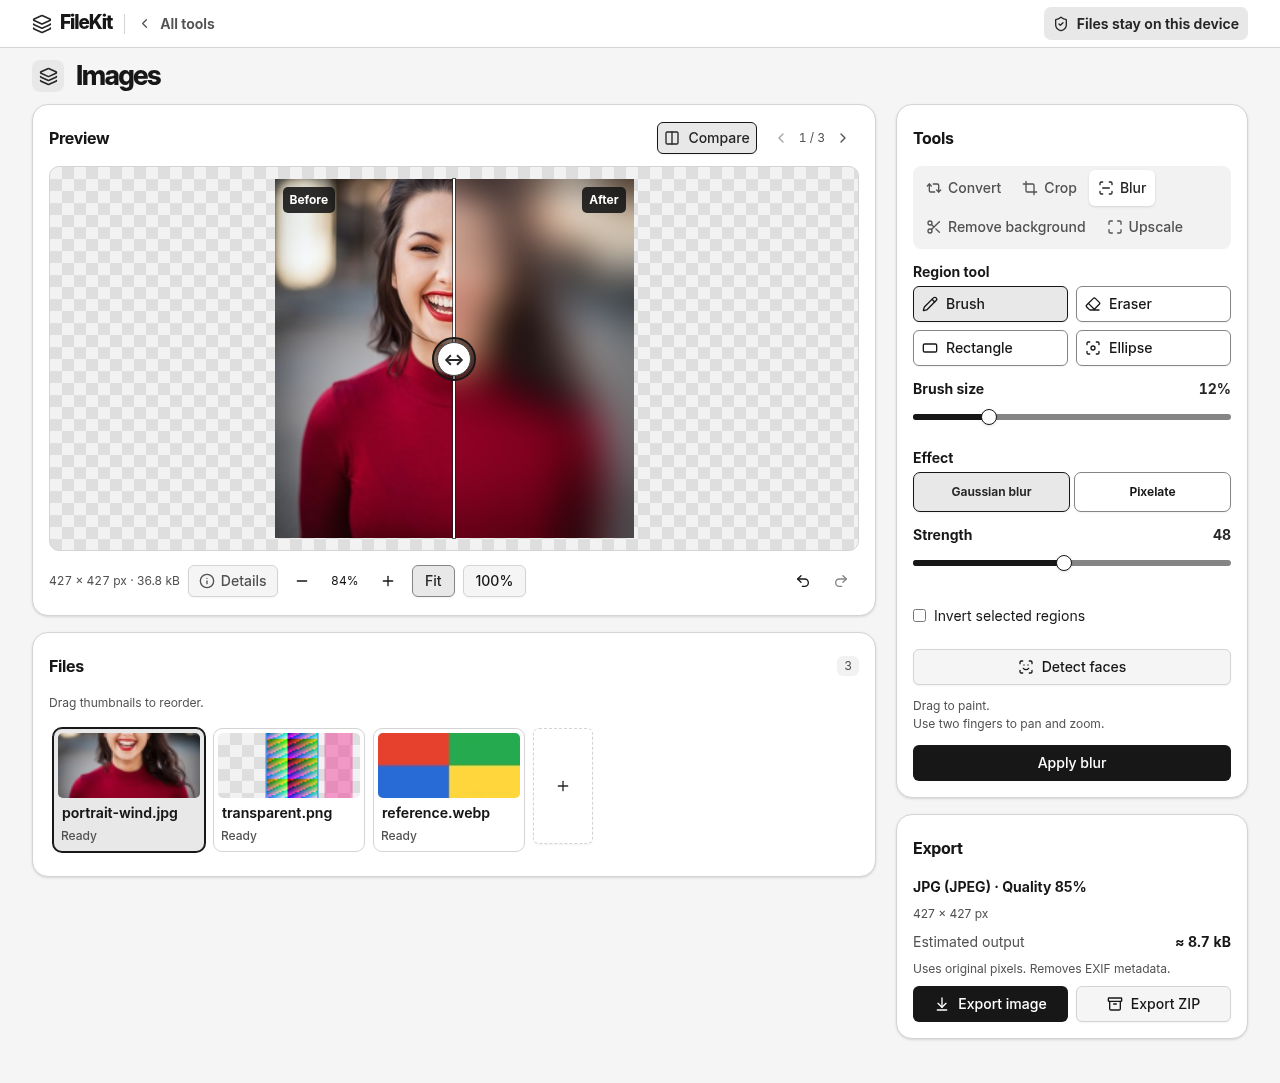 FileKit
All tools
Files stay on this device
Images
Preview
Compare
1 / 3
Before
After
427 × 427 px · 36.8 kB
Details
84%
Fit
100%
Files
3
Drag thumbnails to reorder.
portrait-wind.jpg
Ready
transparent.png
Ready
reference.webp
Ready
Tools
Convert
Crop
Blur
Remove background
Upscale
Region tool
Brush
Eraser
Rectangle
Ellipse
Brush size
12%
Effect
Gaussian blur
Pixelate
Strength
48
Invert selected regions
Detect faces
Drag to paint.
Use two fingers to pan and zoom.
Apply blur
Export
JPG (JPEG) · Quality 85%
427 × 427 px
Estimated output
≈ 8.7 kB
Uses original pixels. Removes EXIF metadata.
Export image
Export ZIP